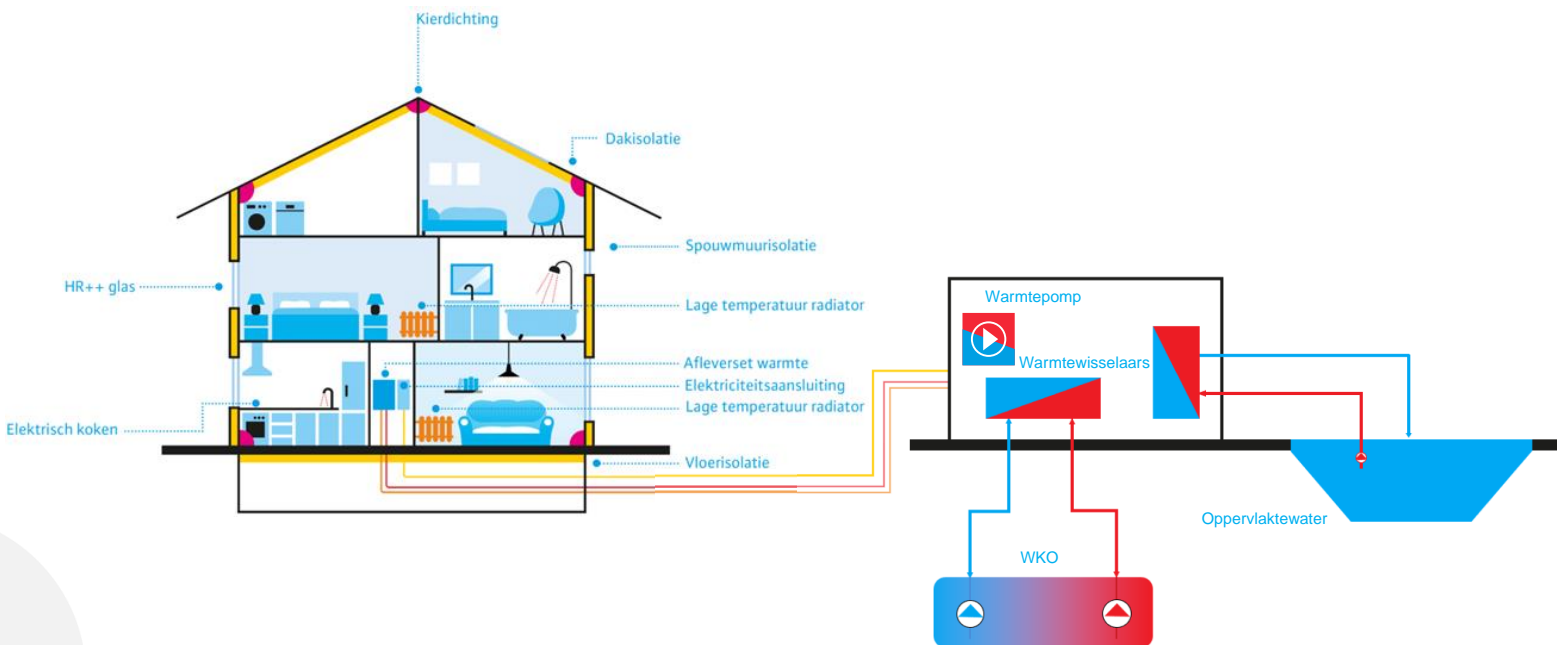 Kierdichting
Dakisolatie
Spouwmuurisolatie
HR++ glas
Lage temperatuur radiator
Afleverset warmte
Elektriciteitsaansluiting
Lage temperatuur radiator
Elektrisch koken
Vloerisolatie
Warmtepomp
Warmtewisselaars
Oppervlaktewater
WKO